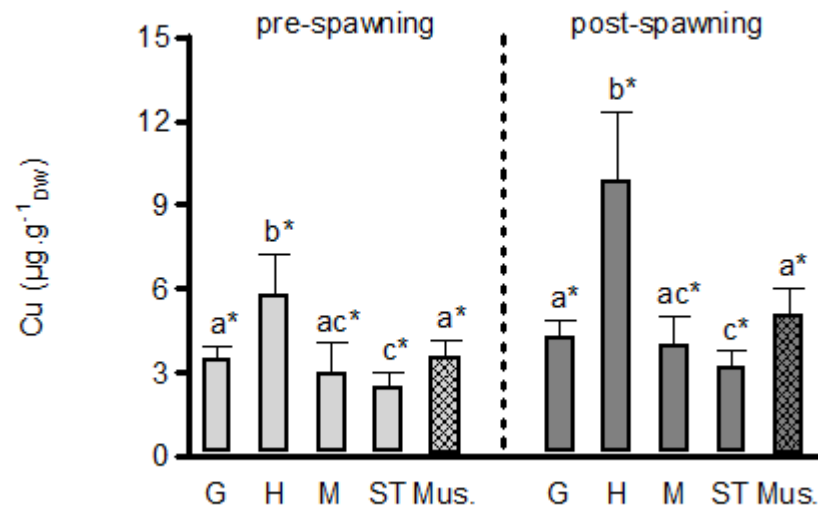 pre-spawning post-spawning
15
12
9
6
3
0
Cu (µg.g⁻¹DW)
a* b* ac* c* a* a* b* ac* c* a*
G H M ST Mus. G H M ST Mus.